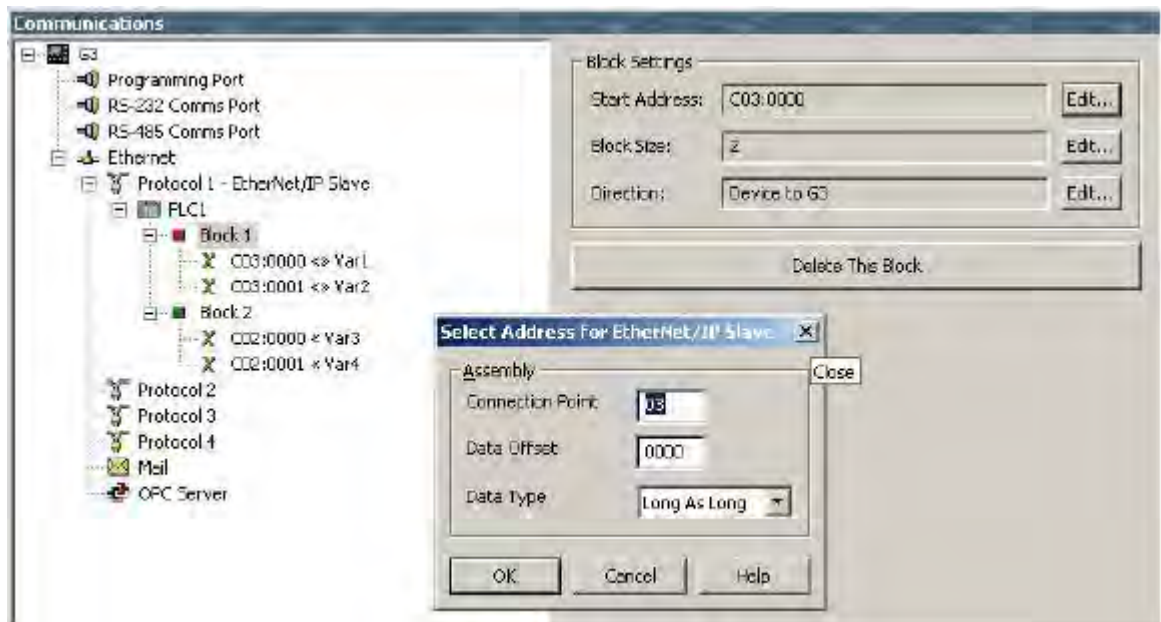 Communications
G3
Programming Port
RS-232 Comms Port
RS-485 Comms Port
Ethernet
Protocol 1 - EtherNet/IP Slave
PLC1
Block 1
C03:0000 <> Var1
C03:0001 <> Var2
Block 2
C02:0000 < Var3
C02:0001 < Var4
Protocol 2
Protocol 3
Protocol 4
Mail
OPC Server
Block Settings
Start Address: C03:0000 Edit...
Block Size: 2 Edit...
Direction: Device to G3 Edit...
Delete This Block
Select Address for EtherNet/IP Slave
Close
Assembly
Connection Point 03
Data Offset 0000
Data Type Long As Long
OK Cancel Help